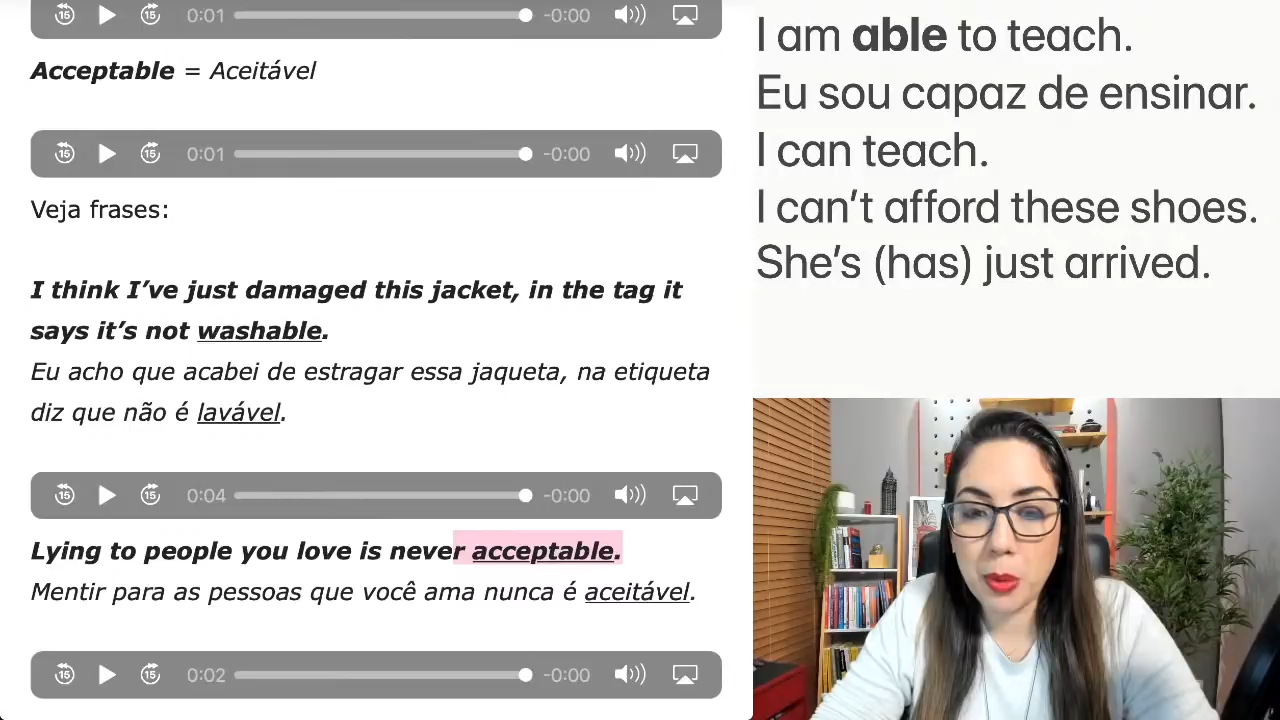 0:01 -0:00
Acceptable = Aceitável
0:01 -0:00
Veja frases:
I think I’ve just damaged this jacket, in the tag it
says it’s not washable.
Eu acho que acabei de estragar essa jaqueta, na etiqueta
diz que não é lavável.
0:04 -0:00
Lying to people you love is never acceptable.
Mentir para as pessoas que você ama nunca é aceitável.
0:02 -0:00
I am able to teach.
Eu sou capaz de ensinar.
I can teach.
I can’t afford these shoes.
She’s (has) just arrived.